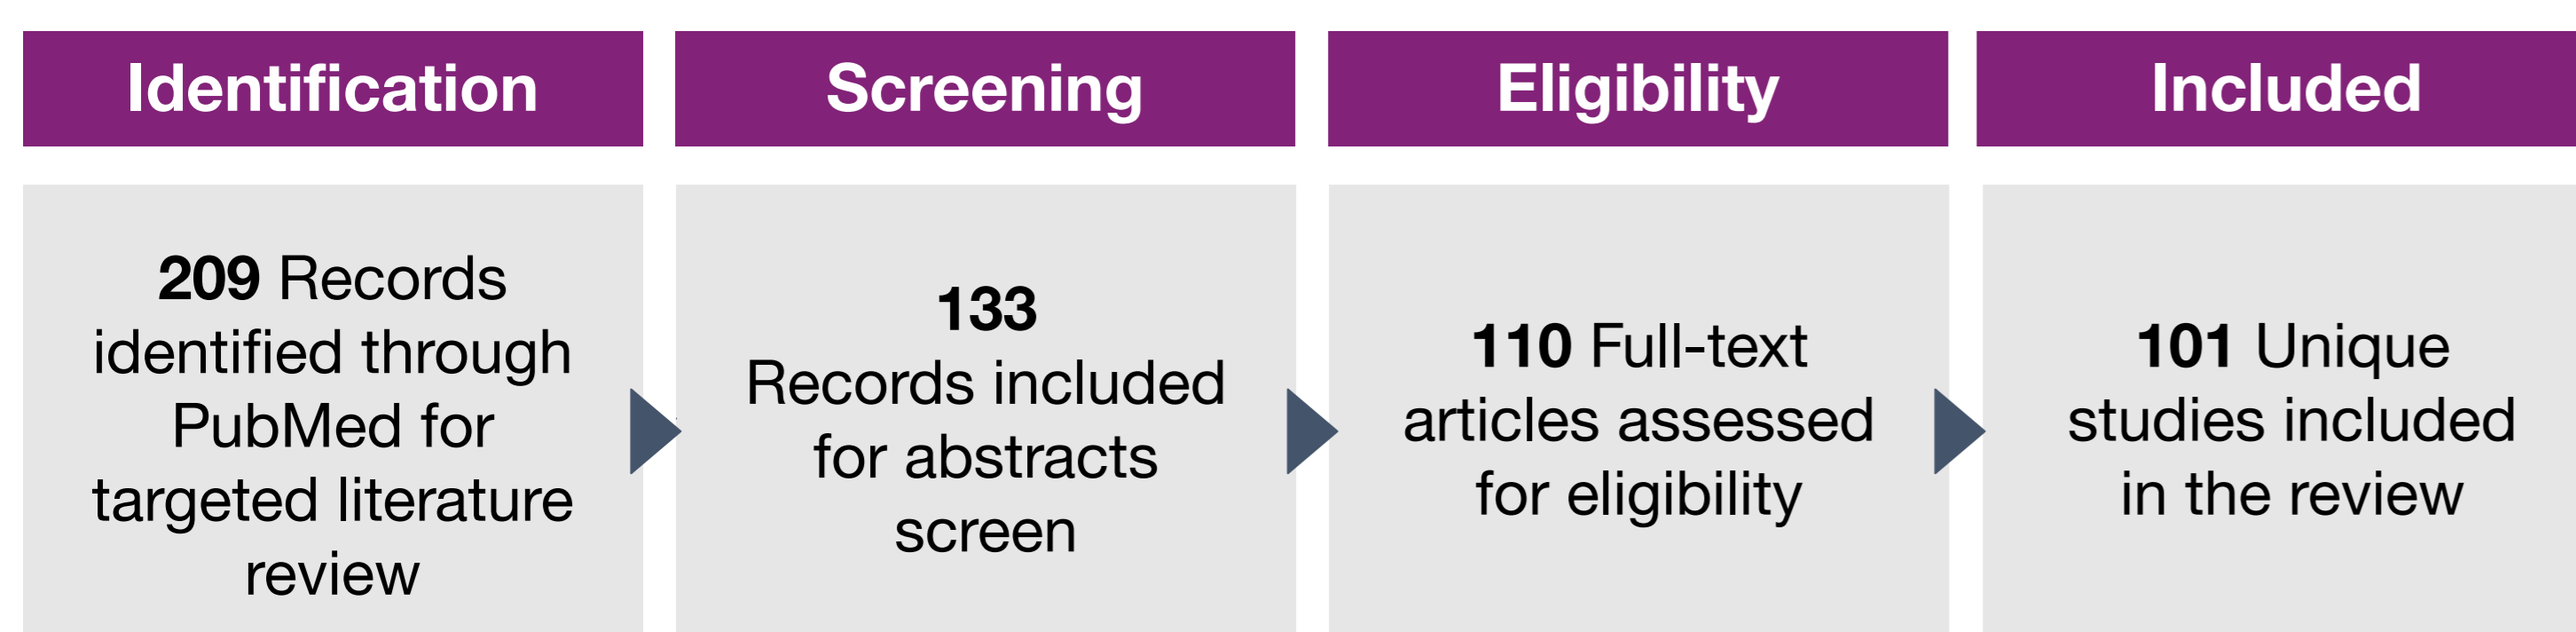 Identification
209 Records
identified through
PubMed for
targeted literature
review
Screening
133
Records included
for abstracts
screen
Eligibility
110 Full-text
articles assessed
for eligibility
Included
101 Unique
studies included
in the review